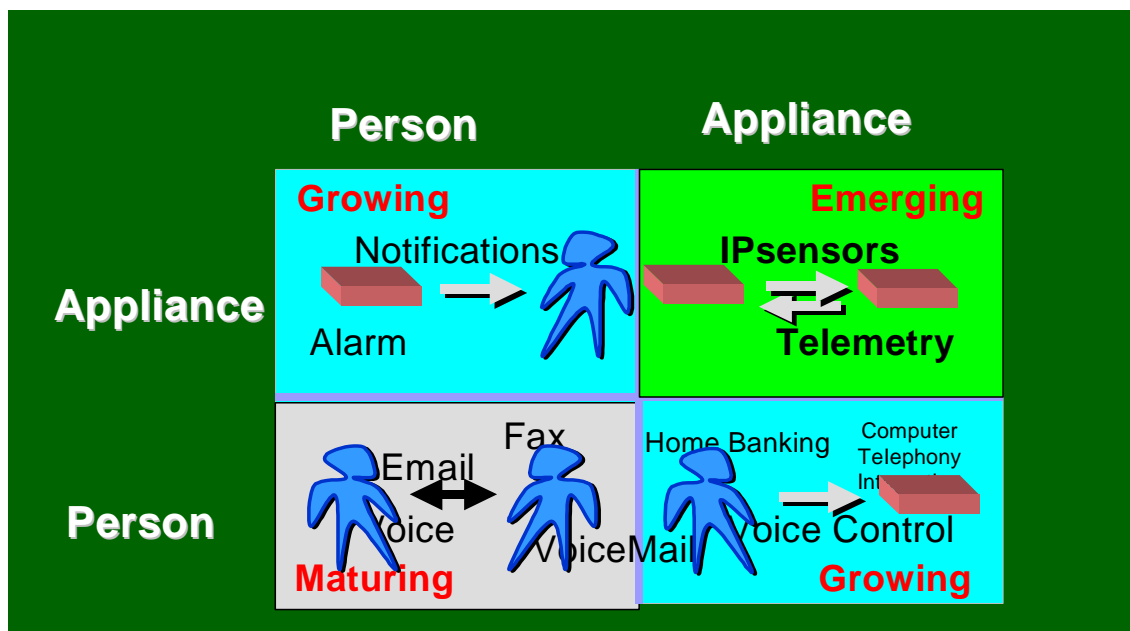 Person
Appliance
Growing
Emerging
Notifications
IPsensors
Appliance
Alarm
Telemetry
Fax
Home Banking
Computer
Telephony
Email
Person
Voice
VoiceMail
Voice Control
Maturing
Growing